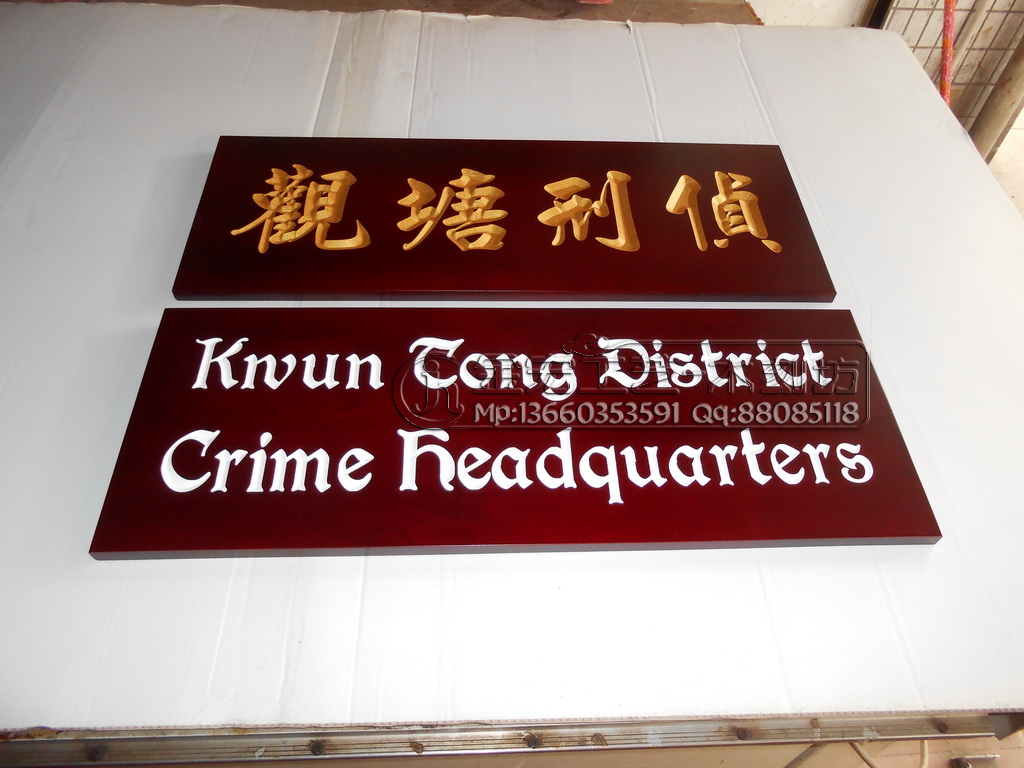 觀塘刑偵
Kwun Tong District
Mp:13660353591 Qq:88085118
Crime Headquarters